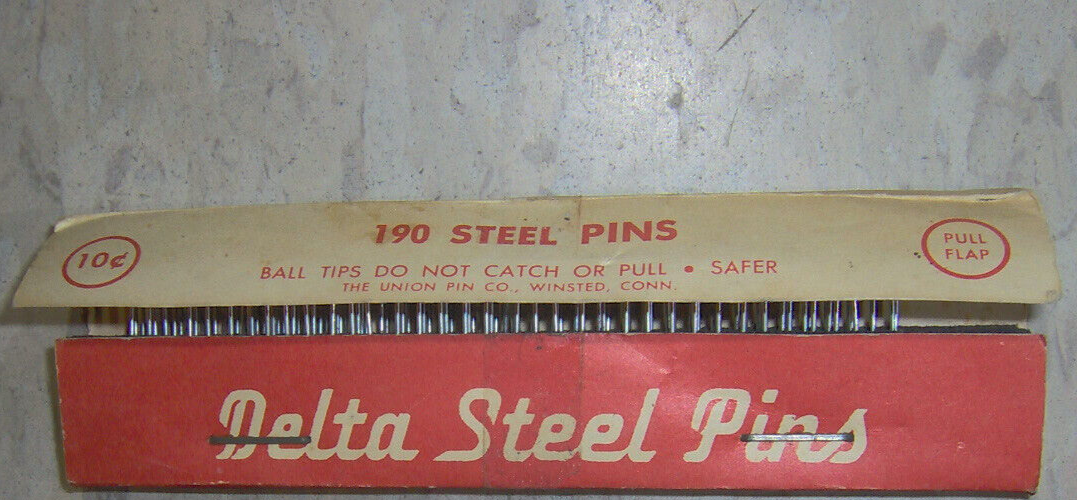 190 STEEL PINS
10¢
PULL
FLAP
BALL TIPS DO NOT CATCH OR PULL • SAFER
THE UNION PIN CO., WINSTED, CONN.
Delta Steel Pins